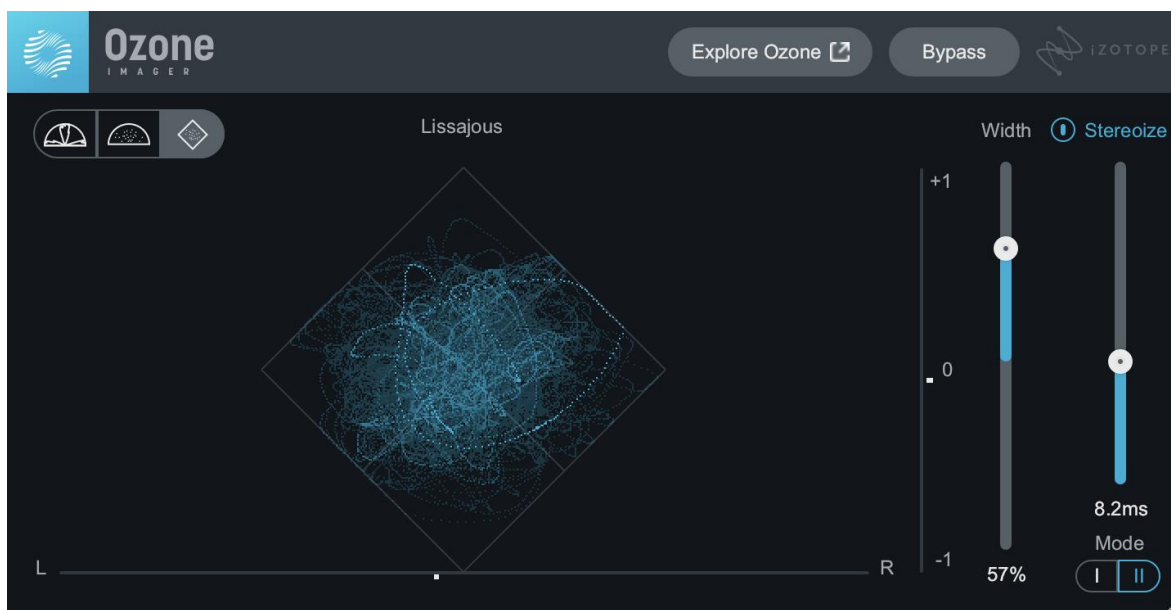 Ozone
IMAGER
Explore Ozone
Bypass
iZOTOPE
Lissajous
Width
Stereoize
+1
0
-1
L
R
57%
8.2ms
Mode
I
II